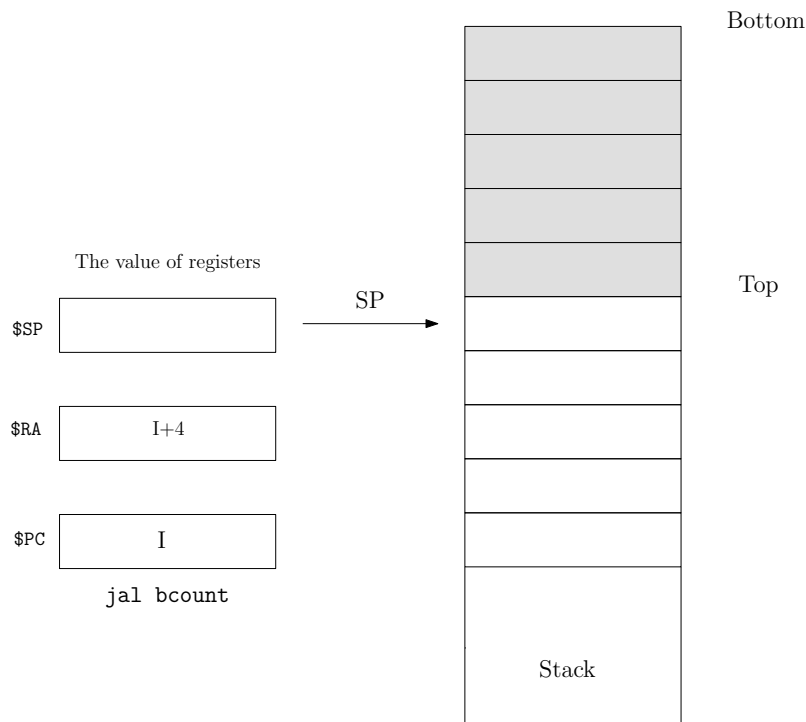 Bottom
The value of registers
Top
SP
$SP
$RA
I+4
$PC
I
jal bcount
Stack